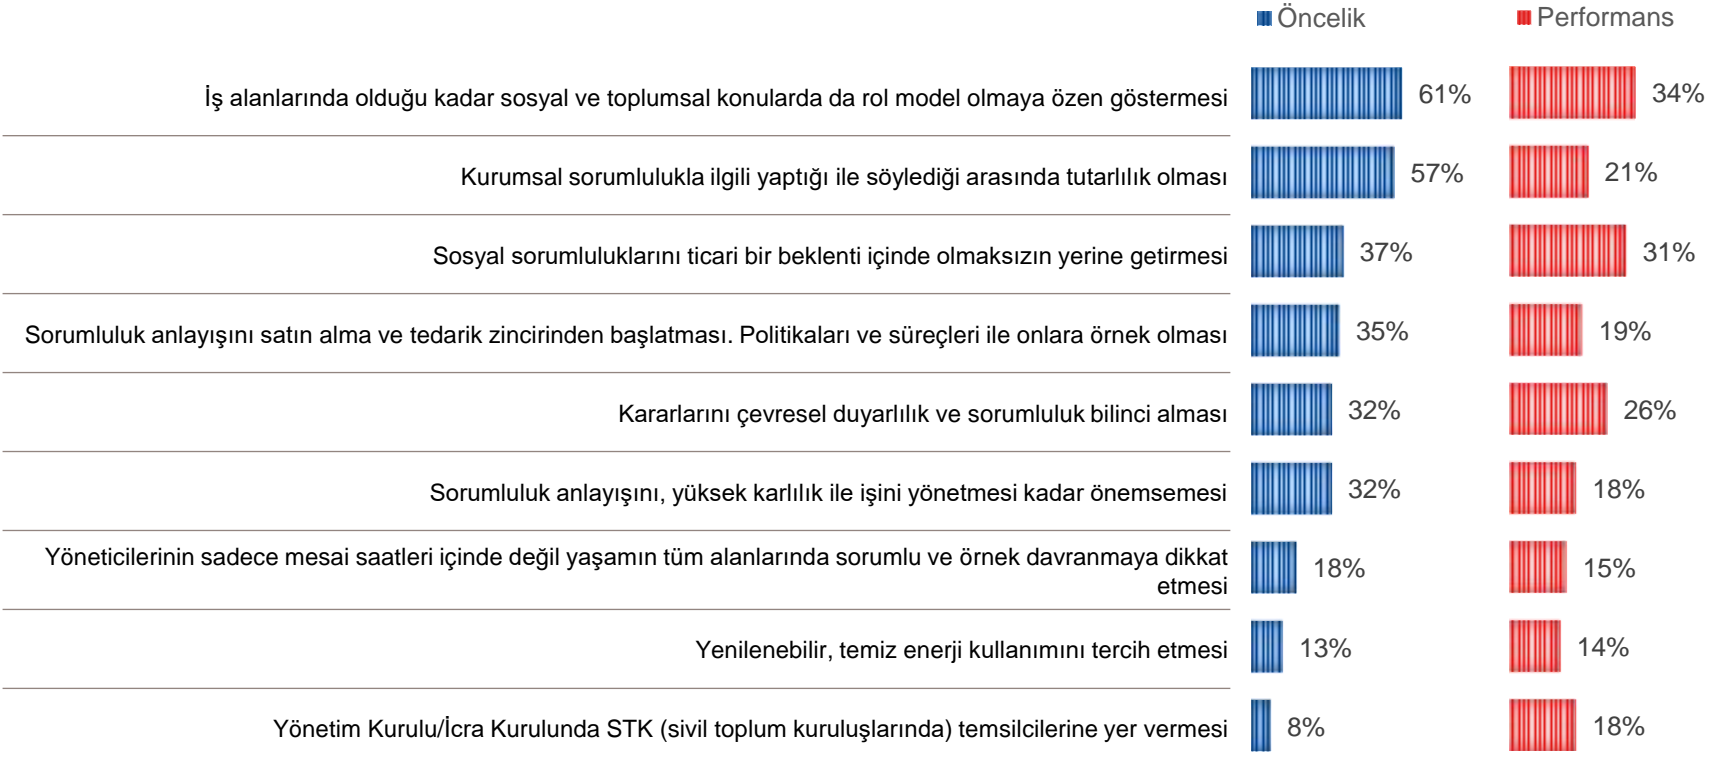 Öncelik Performans
İş alanlarında olduğu kadar sosyal ve toplumsal konularda da rol model olmaya özen göstermesi 61% 34%
Kurumsal sorumlulukla ilgili yaptığı ile söylediği arasında tutarlılık olması 57% 21%
Sosyal sorumluluklarını ticari bir beklenti içinde olmaksızın yerine getirmesi 37% 31%
Sorumluluk anlayışını satın alma ve tedarik zincirinden başlatması. Politikaları ve süreçleri ile onlara örnek olması 35% 19%
Kararlarını çevresel duyarlılık ve sorumluluk bilinci alması 32% 26%
Sorumluluk anlayışını, yüksek karlılık ile işini yönetmesi kadar önemsemesi 32% 18%
Yöneticilerinin sadece mesai saatleri içinde değil yaşamın tüm alanlarında sorumlu ve örnek davranmaya dikkat
etmesi 18% 15%
Yenilenebilir, temiz enerji kullanımını tercih etmesi 13% 14%
Yönetim Kurulu/İcra Kurulunda STK (sivil toplum kuruluşlarında) temsilcilerine yer vermesi 8% 18%